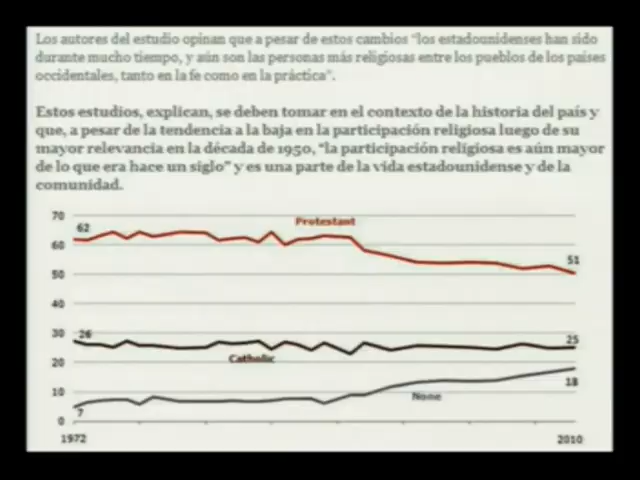 Los autores del estudio opinan que a pesar de estos cambios "los estadounidenses han sido
durante mucho tiempo, y aún son las personas más religiosas entre los pueblos de los países
occidentales, tanto en la fe como en la práctica".
Estos estudios, explican, se deben tomar en el contexto de la historia del país y
que, a pesar de la tendencia a la baja en la participación religiosa luego de su
mayor relevancia en la década de 1950, "la participación religiosa es aún mayor
de lo que era hace un siglo" y es una parte de la vida estadounidense y de la
comunidad.
70
60
50
40
30
20
10
0
62
Protestant
51
26
Catholic
25
7
None
18
1972
2010